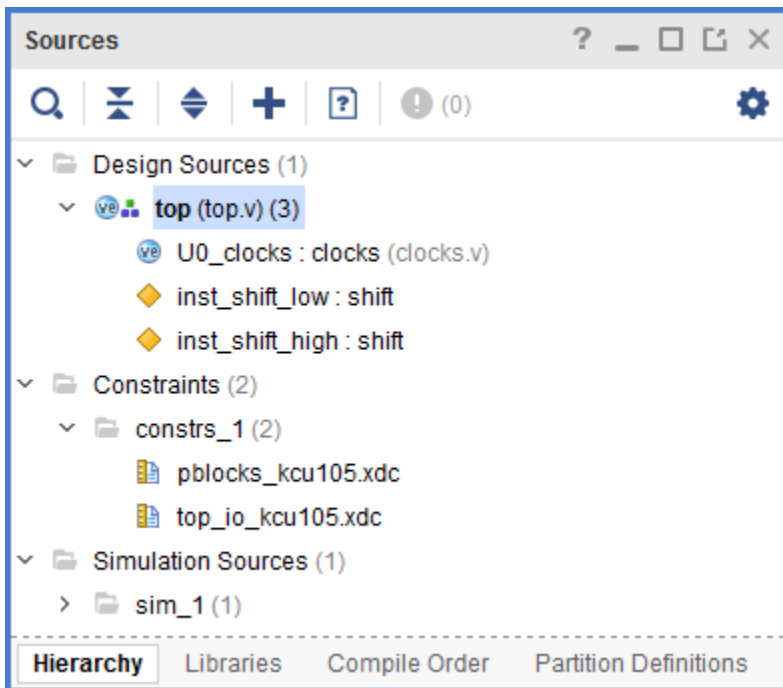 Sources
(0)
Design Sources (1)
top (top.v) (3)
U0_clocks : clocks (clocks.v)
inst_shift_low : shift
inst_shift_high : shift
Constraints (2)
constrs_1 (2)
pblocks_kcu105.xdc
top_io_kcu105.xdc
Simulation Sources (1)
sim_1 (1)
Hierarchy Libraries Compile Order Partition Definitions